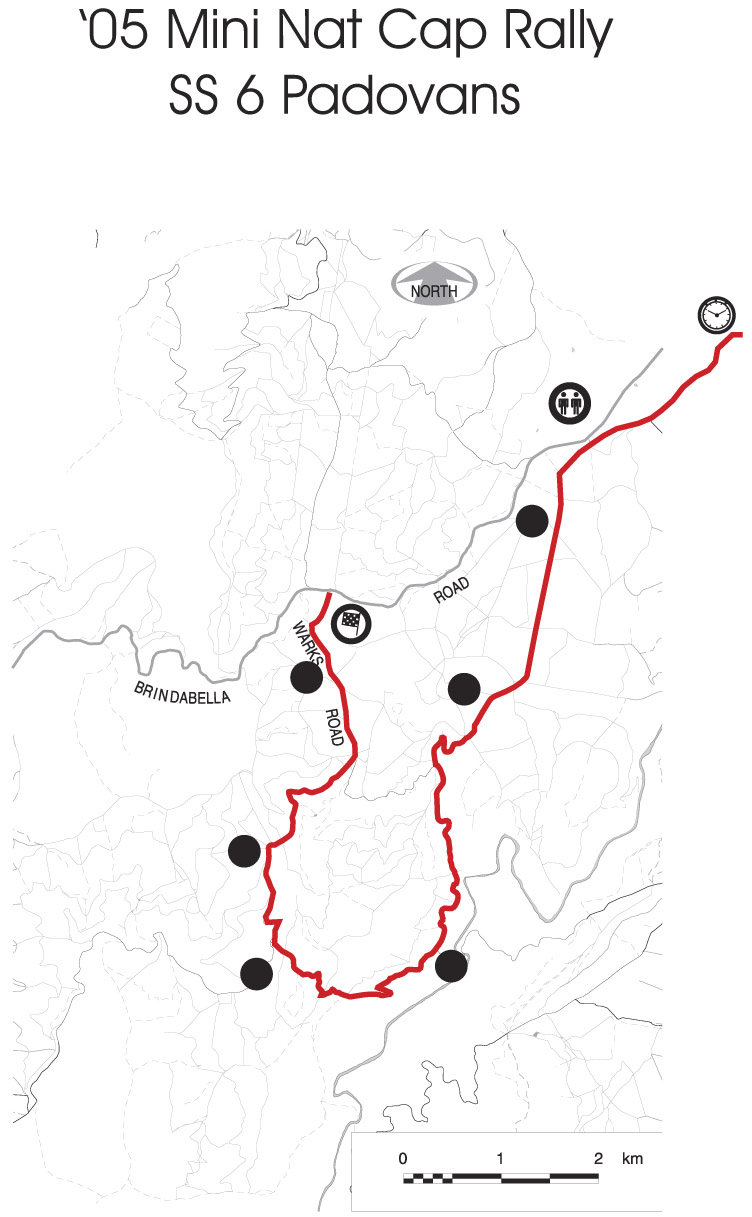 ‘05 Mini Nat Cap Rally
SS 6 Padovans
NORTH
ROAD
WARKS
BRINDABELLA
ROAD
0 1 2 km